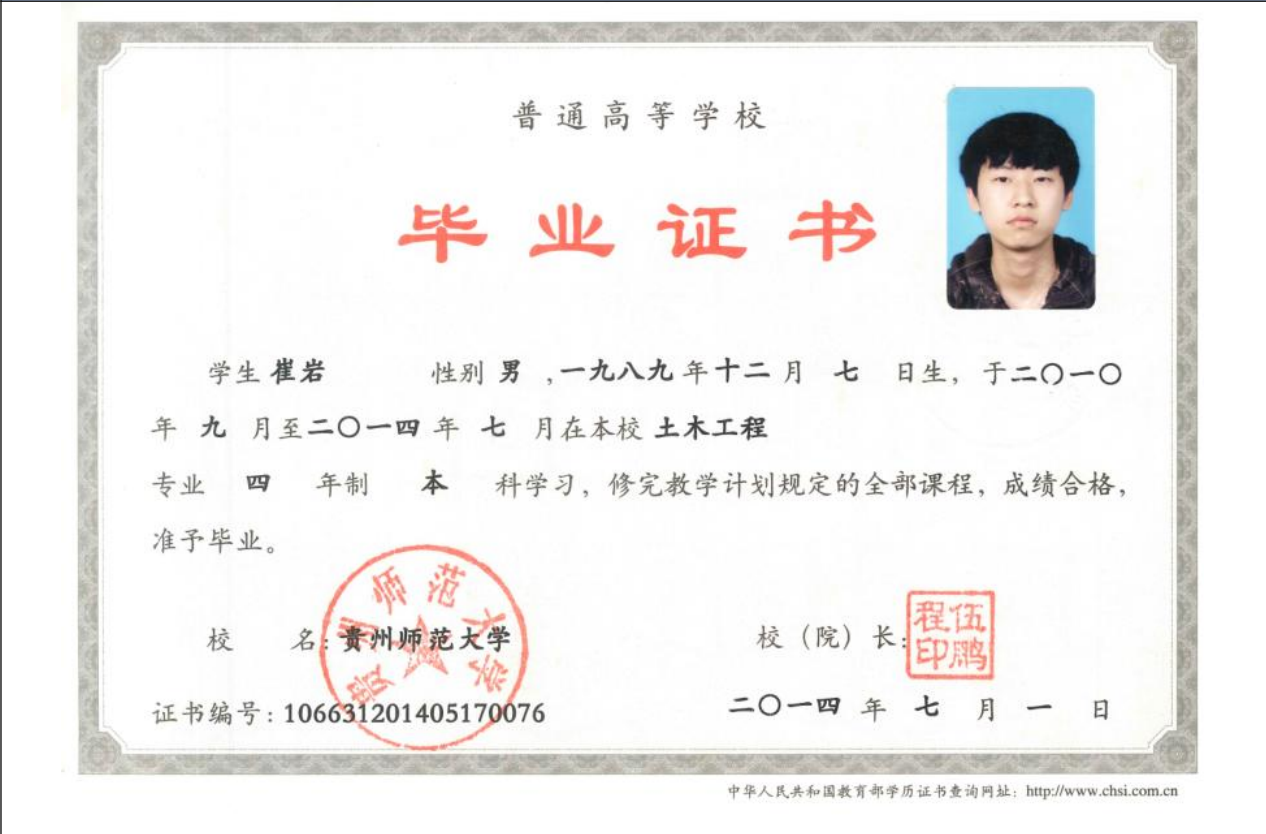 普通高等学校
毕业证书
学生 崔岩 性别 男 ,一九八九 年 十二 月 七 日生，于二〇一〇
年 九 月至二〇一四 年 七 月在本校 土木工程
专业 四 年制 本 科学习，修完教学计划规定的全部课程，成绩合格，
准予毕业。
贵州师范大学
校 名: 贵州师范大学
校（院）长:
伍鹏程印
证书编号: 106631201405170076
二〇一四 年 七 月 一 日
中华人民共和国教育部学历证书查询网址：http://www.chsi.com.cn